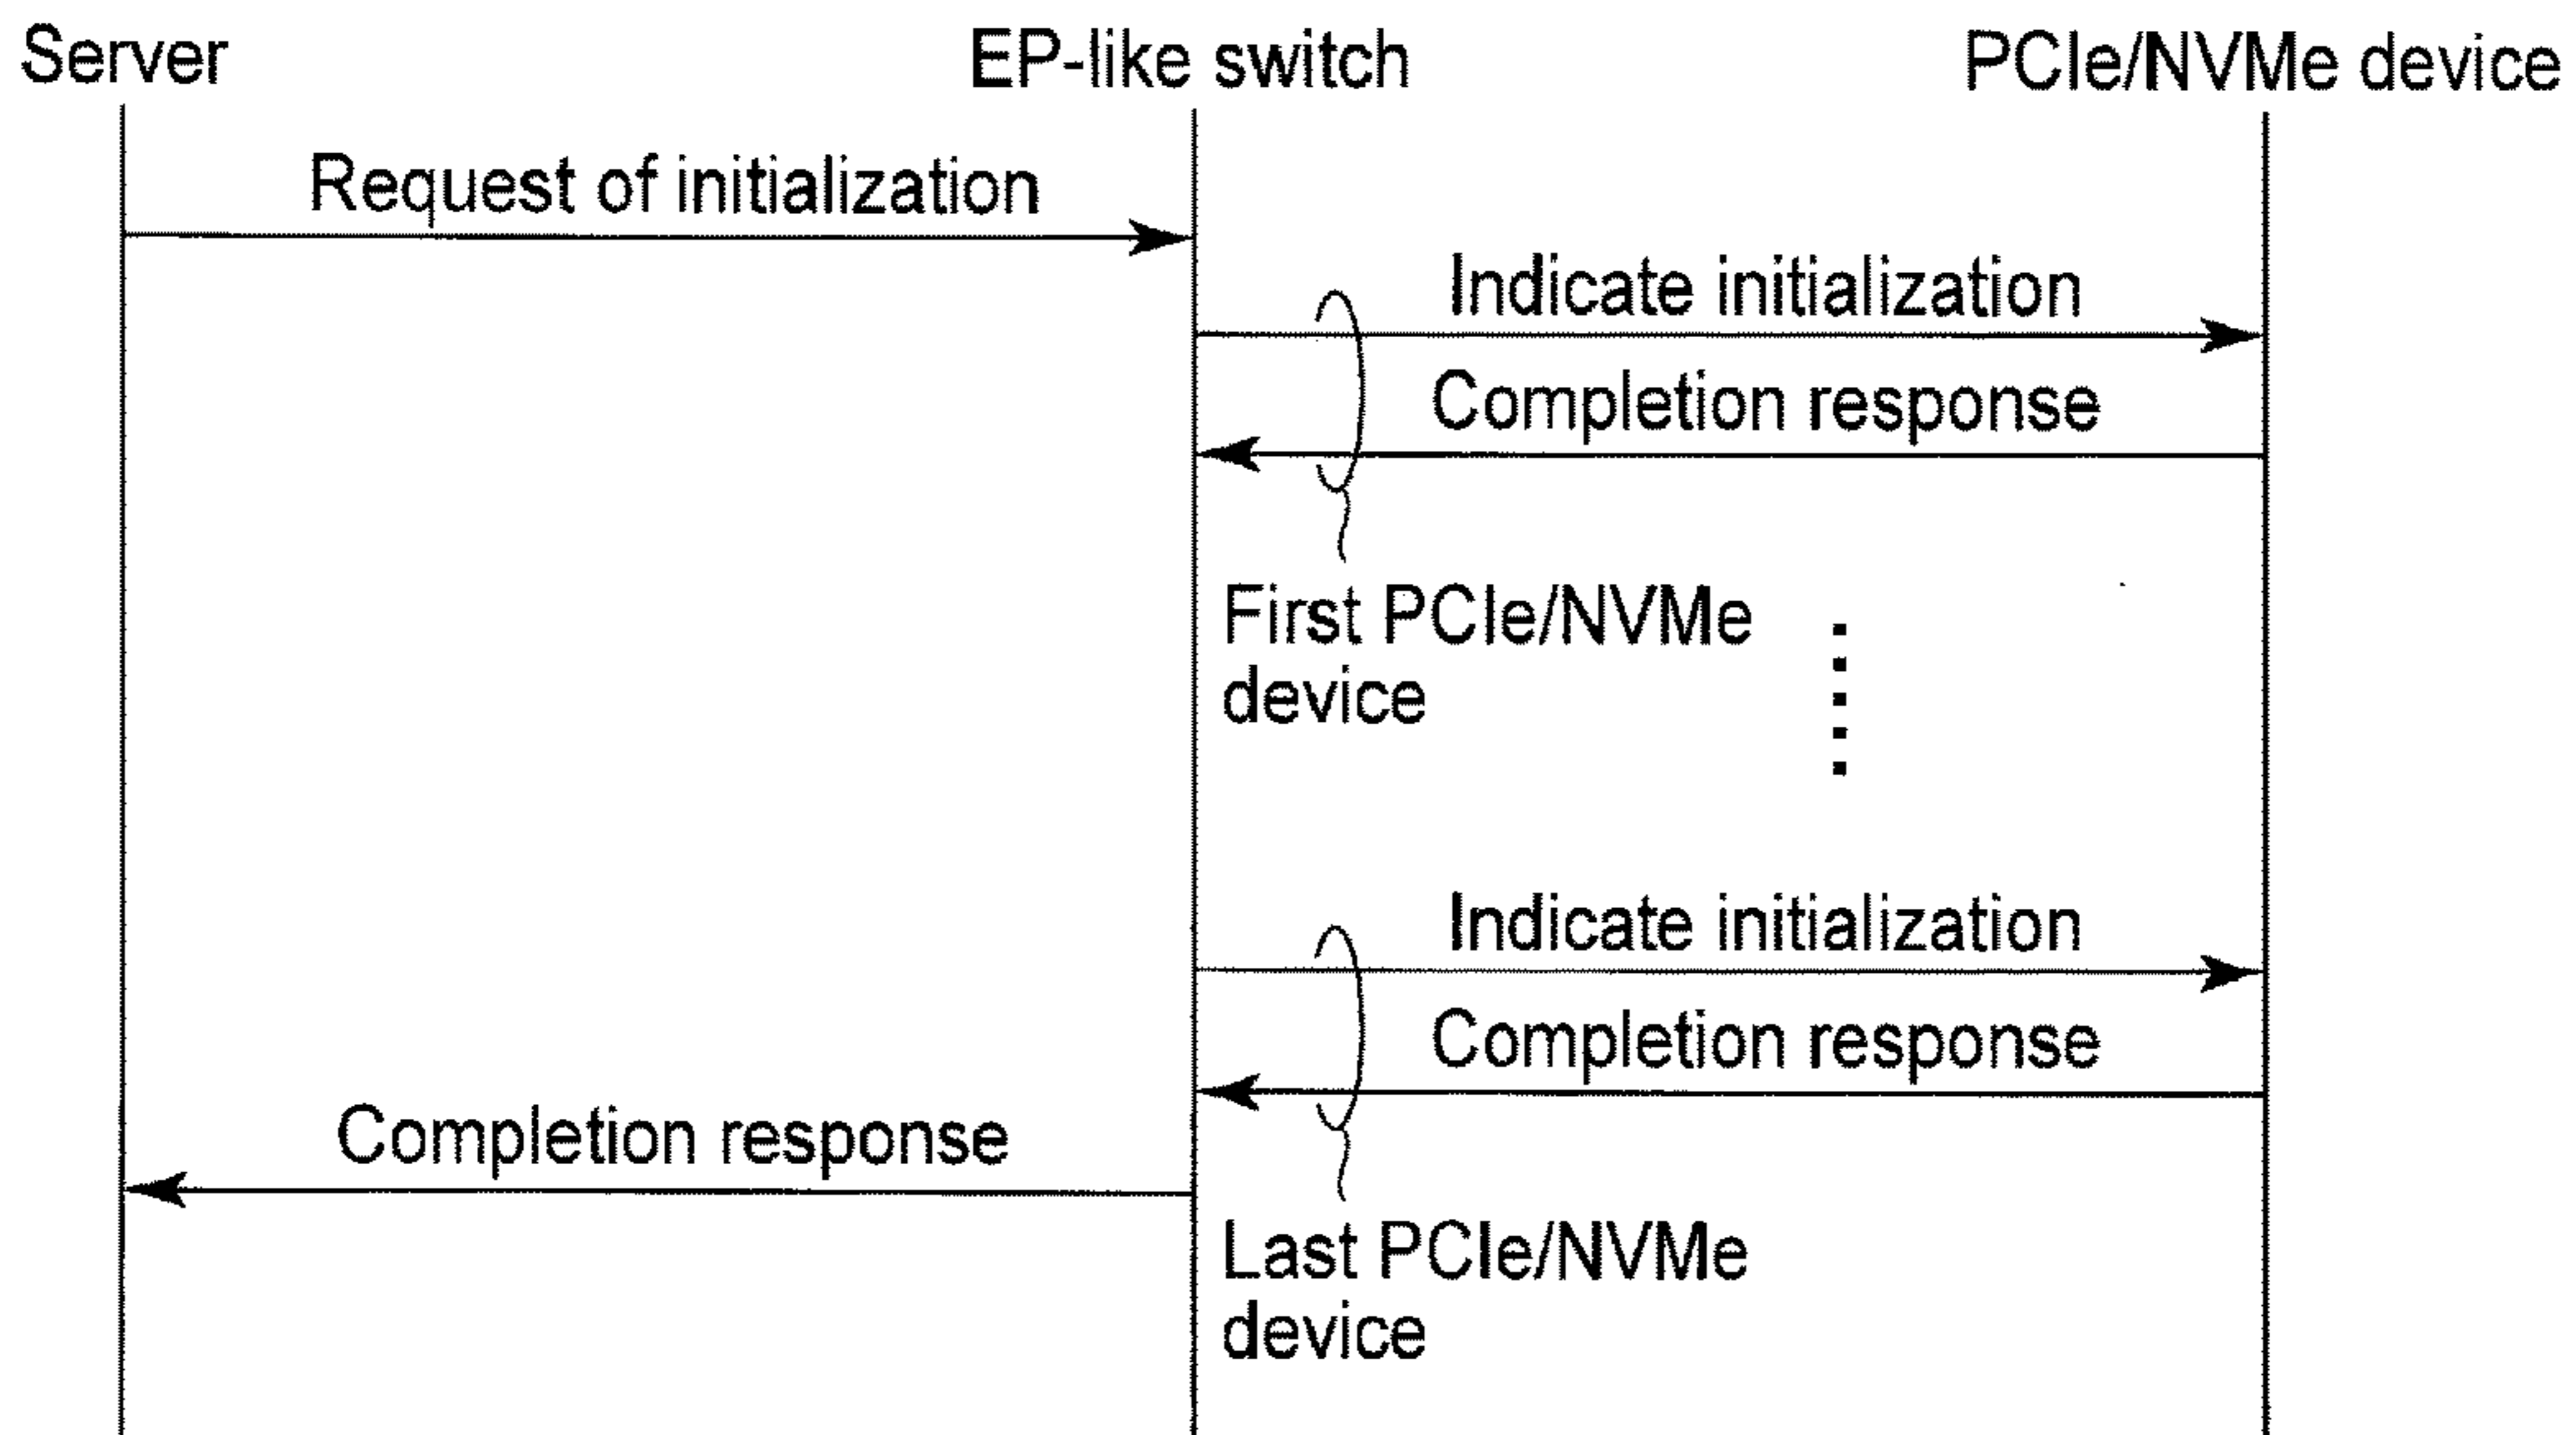 Server
EP-like switch
PCIe/NVMe device
Request of initialization
Indicate initialization
Completion response
First PCIe/NVMe
device
Indicate initialization
Completion response
Completion response
Last PCIe/NVMe
device